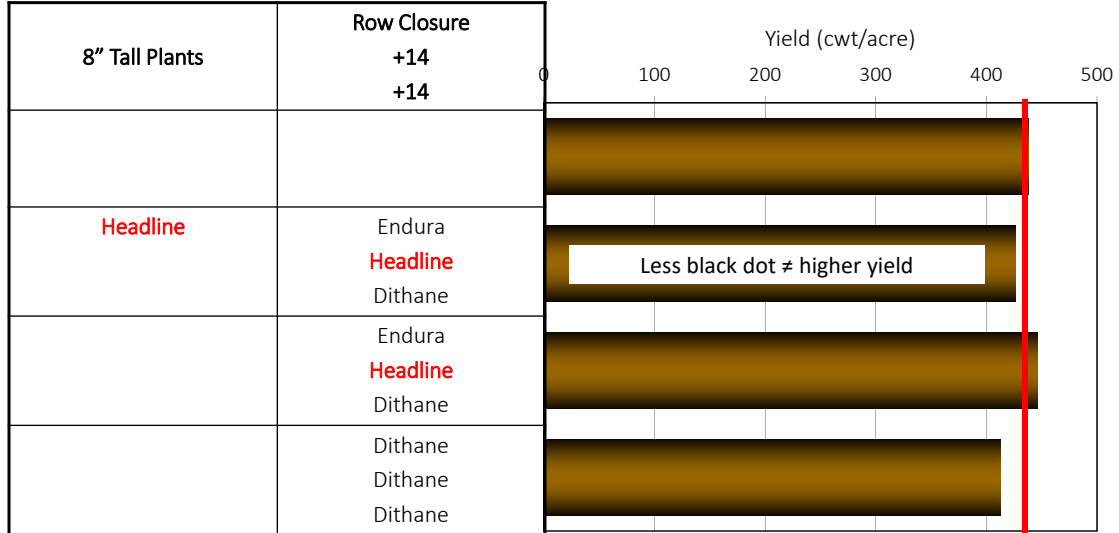 8” Tall Plants
Row Closure
+14
+14
Yield (cwt/acre)
0 100 200 300 400 500
Headline
Endura
Headline
Dithane
Less black dot ≠ higher yield
Endura
Headline
Dithane
Dithane
Dithane
Dithane